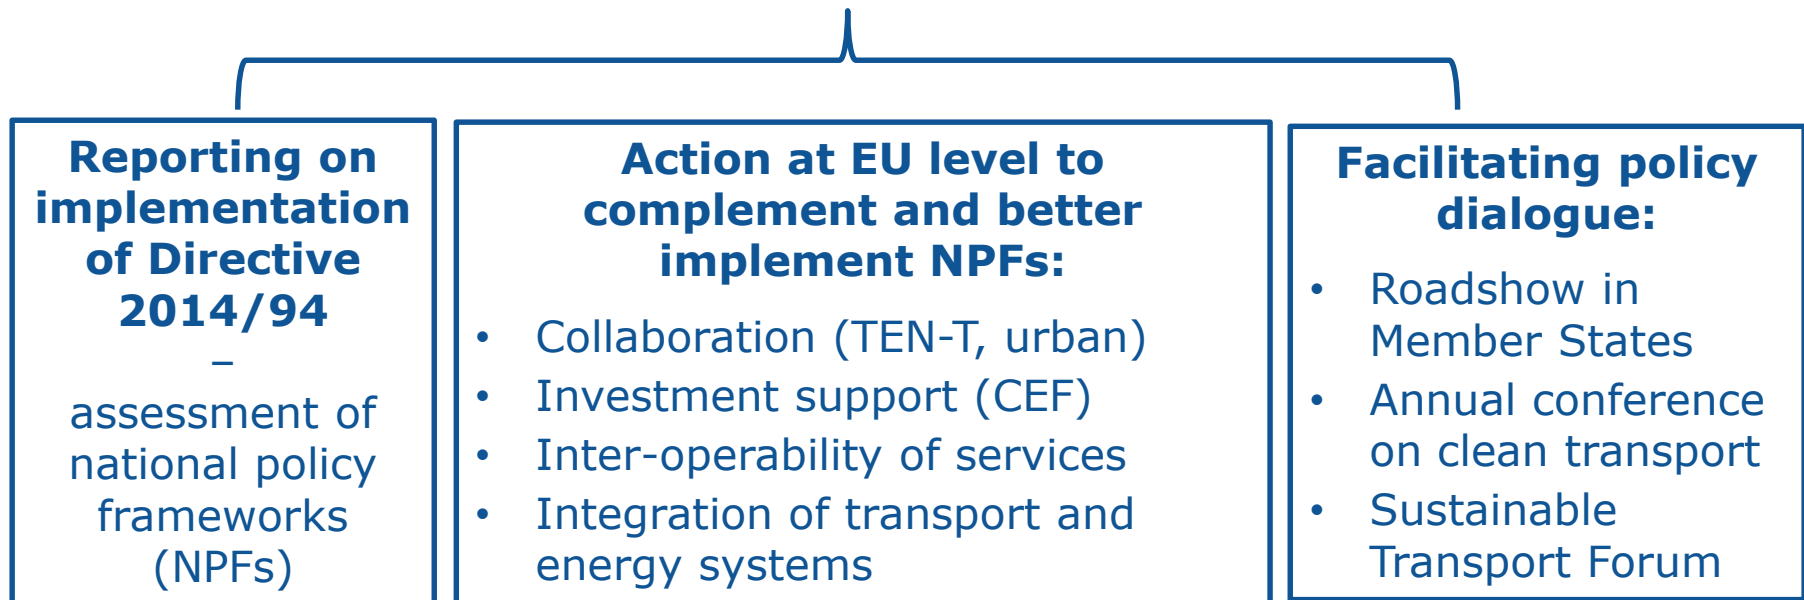 Reporting on
implementation
of Directive
2014/94
–
assessment of
national policy
frameworks
(NPFs)
Action at EU level to
complement and better
implement NPFs:
• Collaboration (TEN-T, urban)
• Investment support (CEF)
• Inter-operability of services
• Integration of transport and
energy systems
Facilitating policy
dialogue:
• Roadshow in
Member States
• Annual conference
on clean transport
• Sustainable
Transport Forum